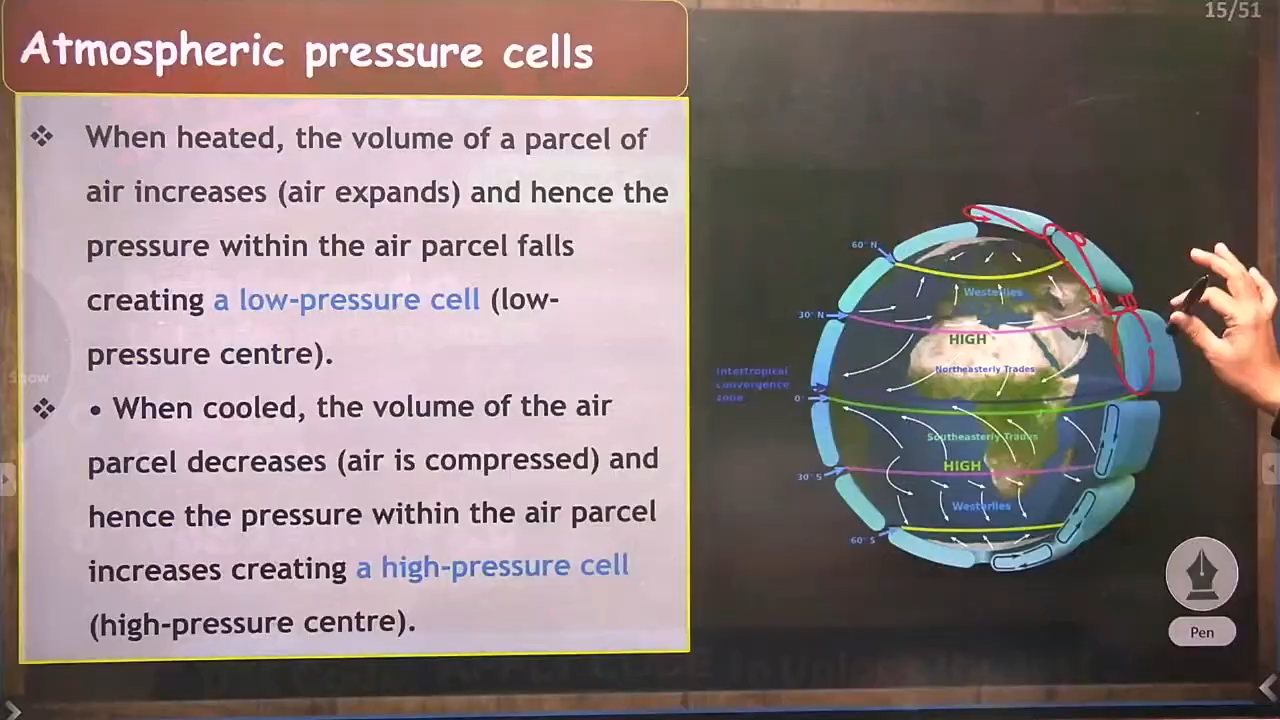 15/51
Atmospheric pressure cells
❖ When heated, the volume of a parcel of
air increases (air expands) and hence the
pressure within the air parcel falls
creating a low-pressure cell (low-
pressure centre).
❖ • When cooled, the volume of the air
parcel decreases (air is compressed) and
hence the pressure within the air parcel
increases creating a high-pressure cell
(high-pressure centre).
60° N
Westerlies
30° N
HIGH
Northeasterly Trades
Intertropical
convergence
zone
0°
Southeasterly Trades
HIGH
30° S
Westerlies
60° S
Pen